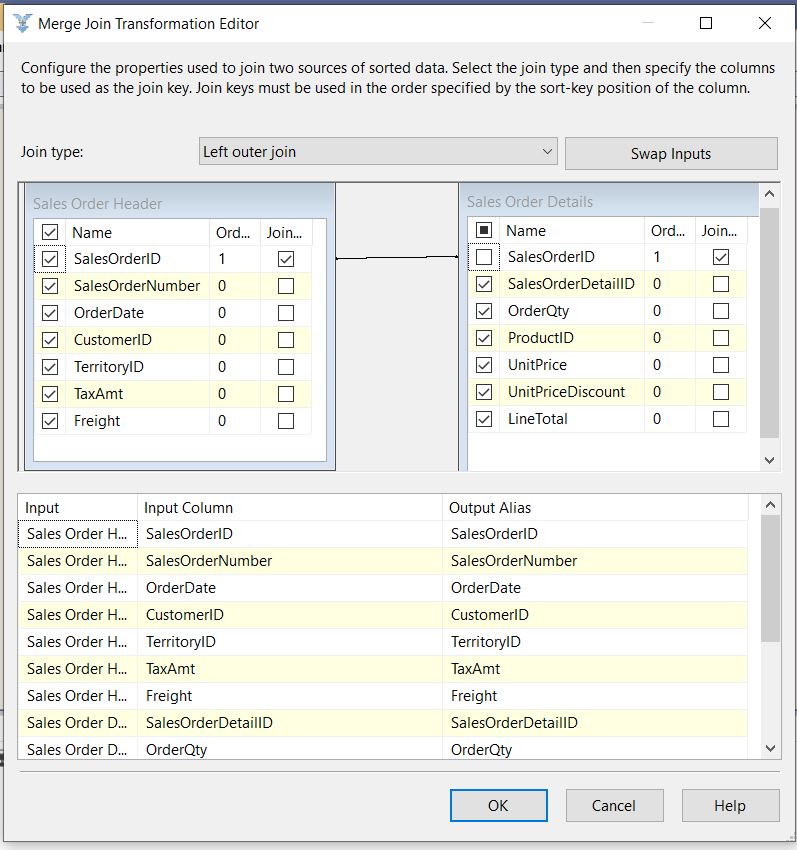 Merge Join Transformation Editor
Configure the properties used to join two sources of sorted data. Select the join type and then specify the columns
to be used as the join key. Join keys must be used in the order specified by the sort-key position of the column.
Join type: Left outer join Swap Inputs
Sales Order Header
Name Ord... Join...
SalesOrderID 1
SalesOrderNumber 0
OrderDate 0
CustomerID 0
TerritoryID 0
TaxAmt 0
Freight 0
Sales Order Details
Name Ord... Join...
SalesOrderID 1
SalesOrderDetailID 0
OrderQty 0
ProductID 0
UnitPrice 0
UnitPriceDiscount 0
LineTotal 0
Input Input Column Output Alias
Sales Order H... SalesOrderID SalesOrderID
Sales Order H... SalesOrderNumber SalesOrderNumber
Sales Order H... OrderDate OrderDate
Sales Order H... CustomerID CustomerID
Sales Order H... TerritoryID TerritoryID
Sales Order H... TaxAmt TaxAmt
Sales Order H... Freight Freight
Sales Order D... SalesOrderDetailID SalesOrderDetailID
Sales Order D... OrderQty OrderQty
OK Cancel Help